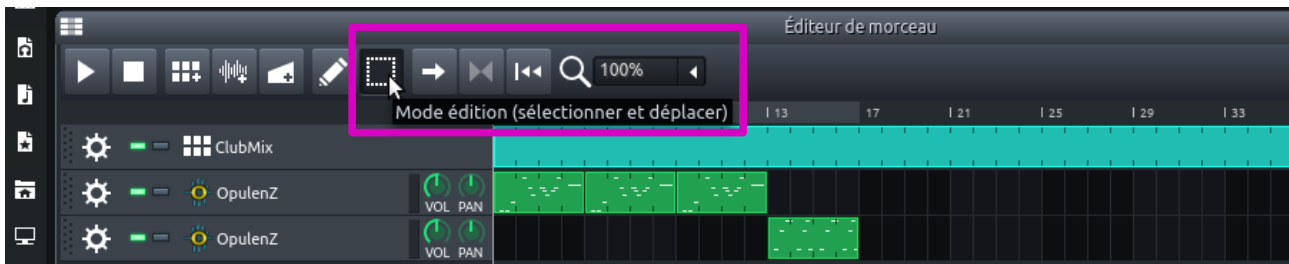 Éditeur de morceau
100%
Mode édition (sélectionner et déplacer)
13 17 21 25 29 33
ClubMix
OpulenZ
VOL PAN
OpulenZ
VOL PAN